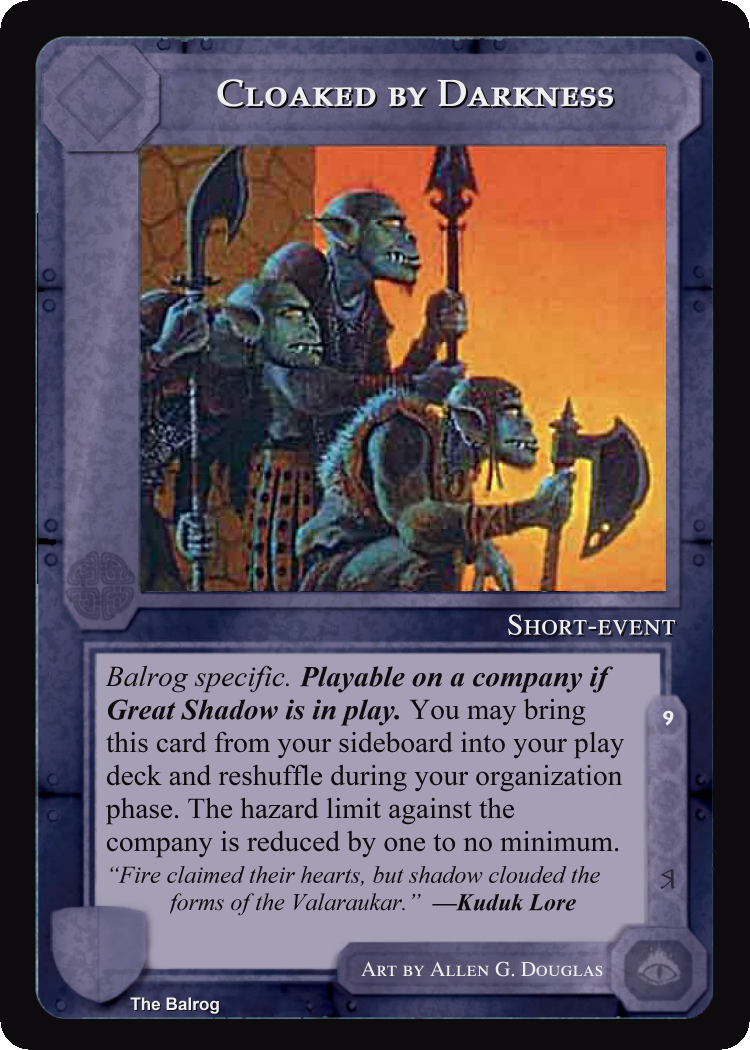 Cloaked by Darkness
Short-event
Balrog specific. Playable on a company if
Great Shadow is in play. You may bring
this card from your sideboard into your play
deck and reshuffle during your organization
phase. The hazard limit against the
company is reduced by one to no minimum.
“Fire claimed their hearts, but shadow clouded the
forms of the Valaraukar.” —Kuduk Lore
9
Art by Allen G. Douglas
The Balrog